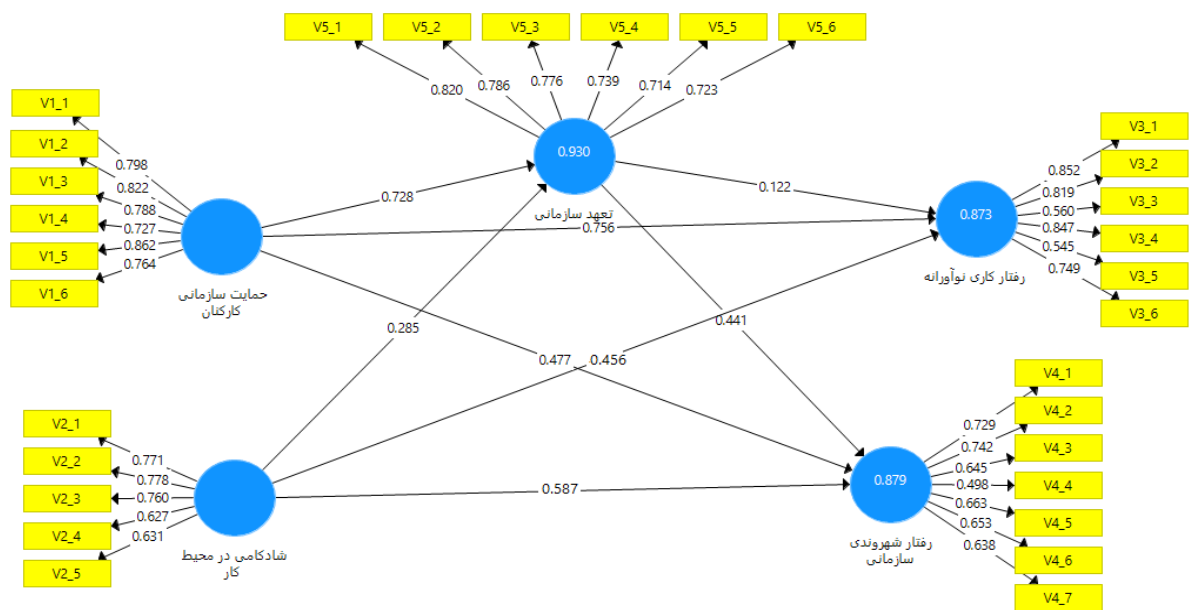 V5_1
V5_2
V5_3
V5_4
V5_5
V5_6
0.820
0.786
0.776
0.739
0.714
0.723
0.930
تعهد سازمانی
V1_1
V1_2
V1_3
V1_4
V1_5
V1_6
0.798
0.822
0.788
0.727
0.862
0.764
حمایت سازمانی
کارکنان
0.728
0.122
0.756
0.285
0.441
0.477
0.456
0.587
V3_1
V3_2
V3_3
V3_4
V3_5
V3_6
0.852
0.819
0.560
0.847
0.545
0.749
0.873
رفتار کاری نوآورانه
V2_1
V2_2
V2_3
V2_4
V2_5
0.771
0.778
0.760
0.627
0.631
شادکامی در محیط
کار
V4_1
V4_2
V4_3
V4_4
V4_5
V4_6
V4_7
0.729
0.742
0.645
0.498
0.663
0.653
0.638
0.879
رفتار شهروندی
سازمانی